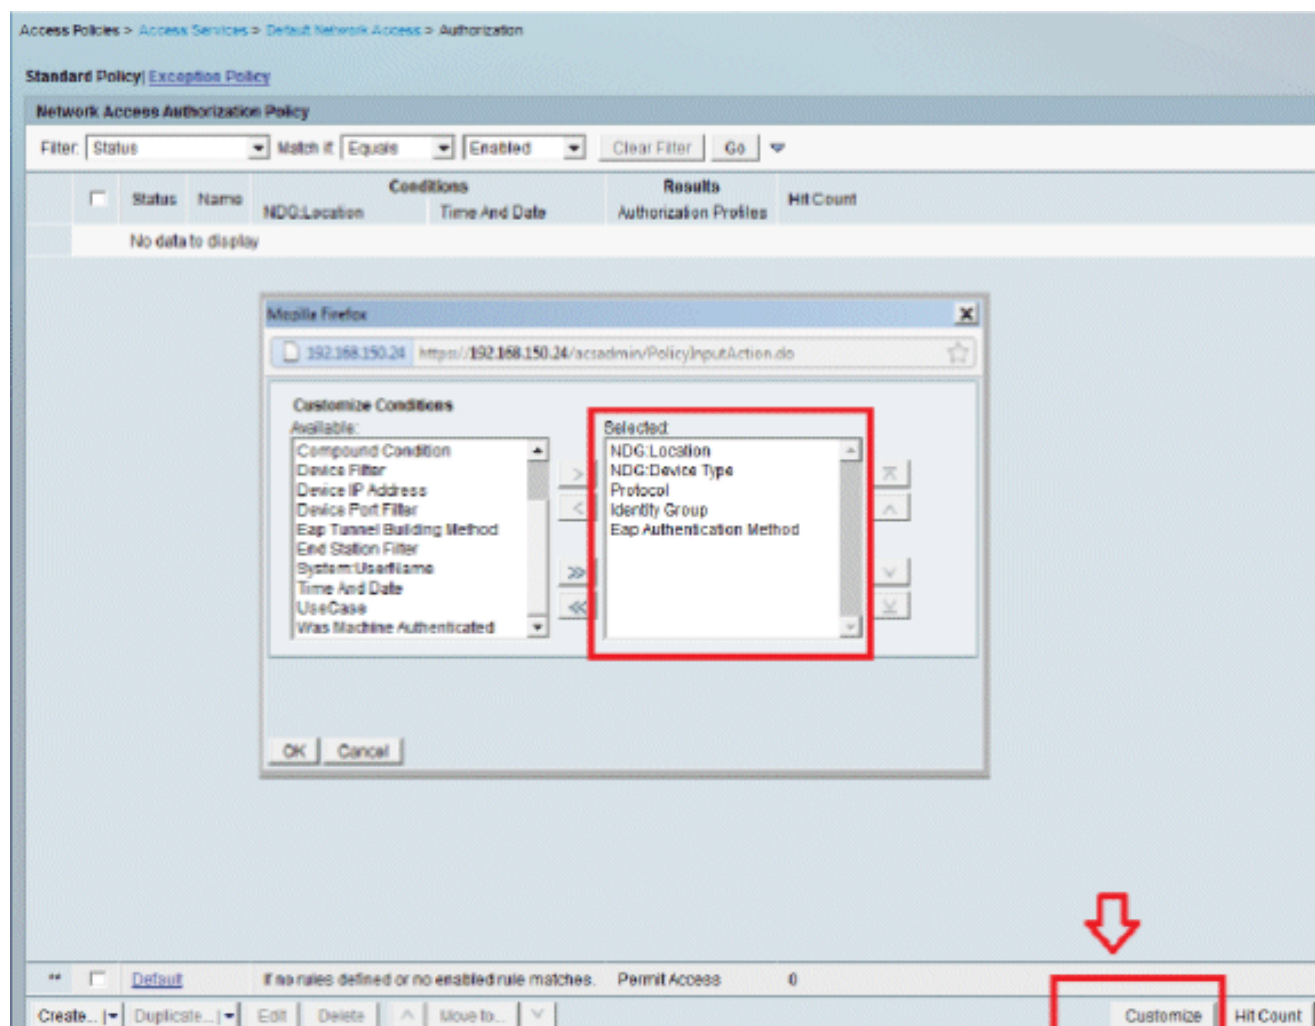 Access Policies > Access Services > Default Network Access > Authorization
Standard Policy| Exception Policy
Network Access Authorization Policy
Filter: Status Match if: Equals Enabled Clear Filter Go
Conditions Results
Status Name NDG:Location Time And Date Authorization Profiles Hit Count
No data to display
Mozilla Firefox
192.168.150.24 https://192.168.150.24/acsadmin/PolicyInputAction.do
Customize Conditions
Available: Selected:
Compound Condition NDG:Location
Device Filter NDG:Device Type
Device IP Address Protocol
Device Port Filter Identity Group
Eap Tunnel Building Method Eap Authentication Method
End Station Filter
System:UserName
Time And Date
UseCase
Was Machine Authenticated
> < >> <<
OK Cancel
** Default If no rules defined or no enabled rule matches. Permit Access 0
Create... | Duplicate... | Edit Delete ^ Move to... v Customize Hit Count